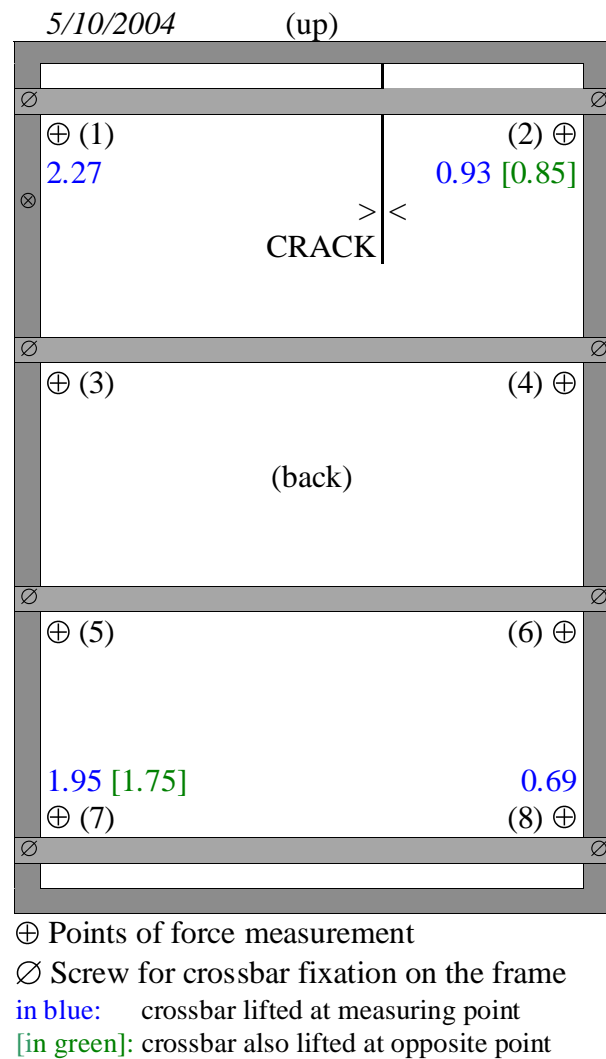 5/10/2004 (up)
⊕ (1) (2) ⊕
2.27 0.93 [0.85]
> <
CRACK
⊕ (3) (4) ⊕
(back)
⊕ (5) (6) ⊕
1.95 [1.75] 0.69
⊕ (7) (8) ⊕
⊕ Points of force measurement
∅ Screw for crossbar fixation on the frame
in blue: crossbar lifted at measuring point
[in green]: crossbar also lifted at opposite point